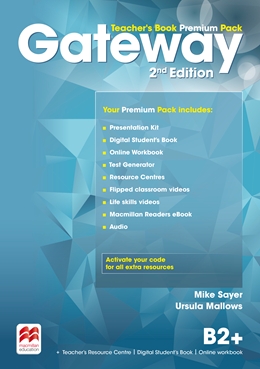 Teacher's Book Premium Pack
Gateway
2nd Edition
Your Premium Pack includes:
Presentation Kit
Digital Student's Book
Online Workbook
Test Generator
Resource Centres
Flipped classroom videos
Life skills videos
Macmillan Readers eBook
Audio
Activate your code
for all extra resources
Mike Sayer
Ursula Mallows
B2+
macmillan
education
+ Teacher's Resource Centre | Digital Student's Book | Online workbook